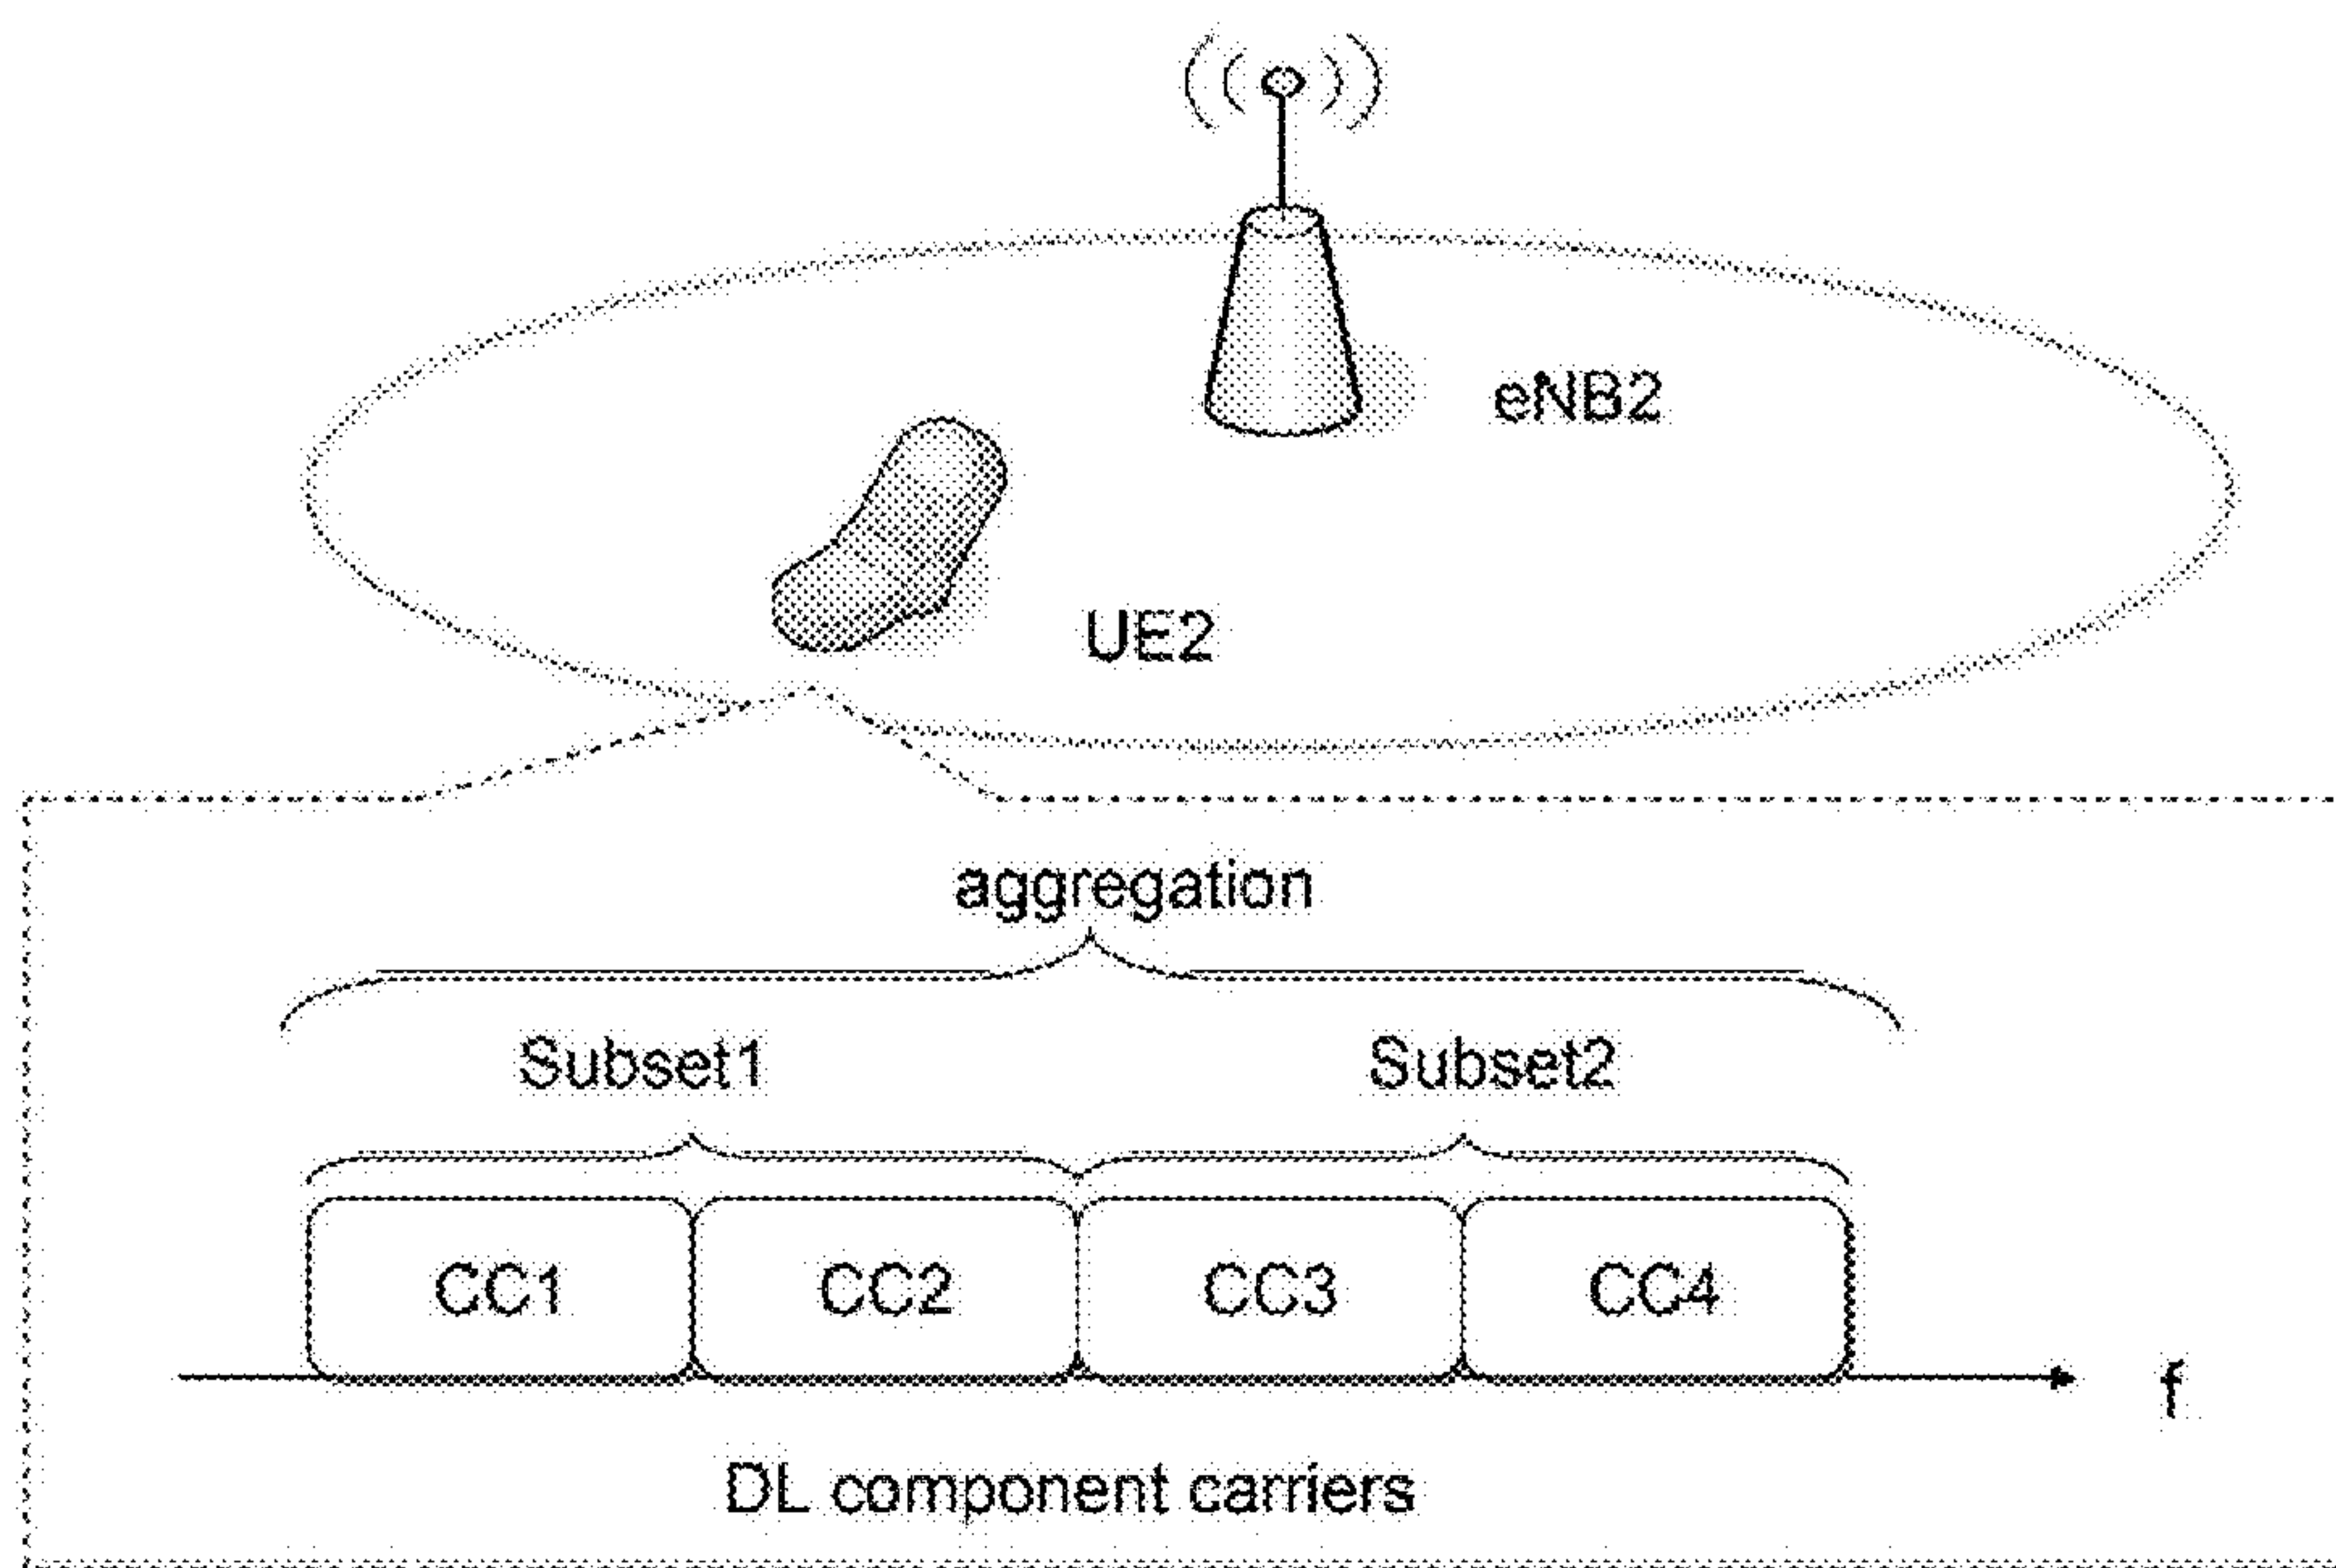 eNB2
UE2
aggregation
Subset1 Subset2
CC1 CC2 CC3 CC4
f
DL component carriers